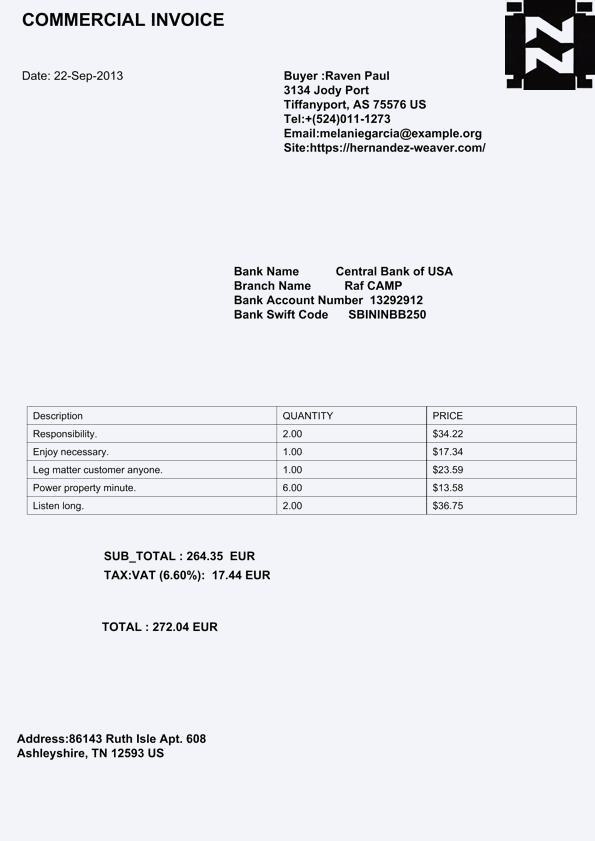 COMMERCIAL INVOICE
Date: 22-Sep-2013
Buyer :Raven Paul
3134 Jody Port
Tiffanyport, AS 75576 US
Tel:+(524)011-1273
Email:melaniegarcia@example.org
Site:https://hernandez-weaver.com/
Bank Name Central Bank of USA
Branch Name Raf CAMP
Bank Account Number 13292912
Bank Swift Code SBININBB250
Description QUANTITY PRICE
Responsibility. 2.00 $34.22
Enjoy necessary. 1.00 $17.34
Leg matter customer anyone. 1.00 $23.59
Power property minute. 6.00 $13.58
Listen long. 2.00 $36.75
SUB_TOTAL : 264.35 EUR
TAX:VAT (6.60%): 17.44 EUR
TOTAL : 272.04 EUR
Address:86143 Ruth Isle Apt. 608
Ashleyshire, TN 12593 US